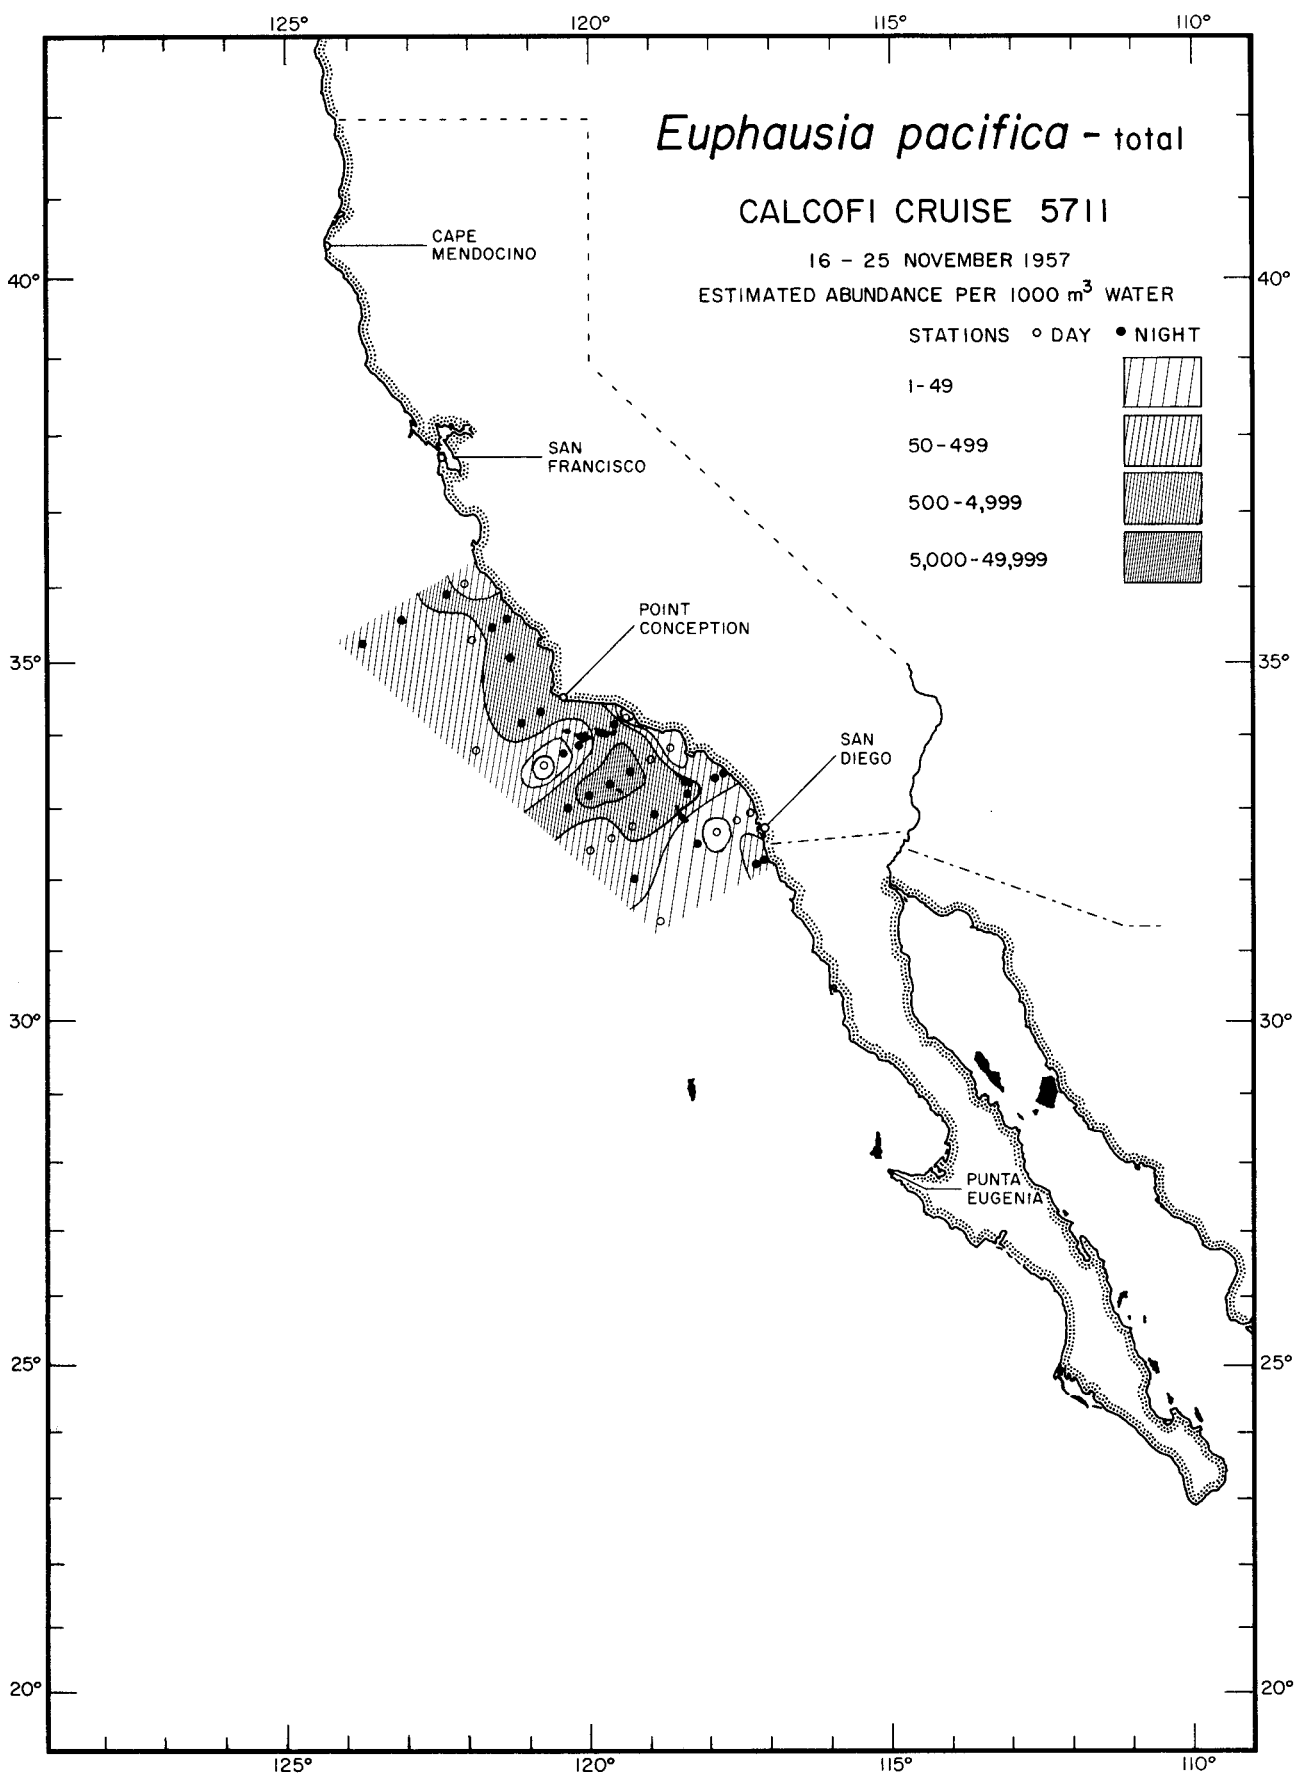 125° 120° 115° 110°
Euphausia pacifica - total
CALCOFI CRUISE 5711
16 - 25 NOVEMBER 1957
ESTIMATED ABUNDANCE PER 1000 m³ WATER
STATIONS ○ DAY ● NIGHT
1-49
50-499
500-4,999
5,000-49,999
CAPE
MENDOCINO
40° 40°
SAN
FRANCISCO
POINT
CONCEPTION
35° 35°
SAN
DIEGO
30° 30°
PUNTA
EUGENIA
25° 25°
20° 20°
125° 120° 115° 110°